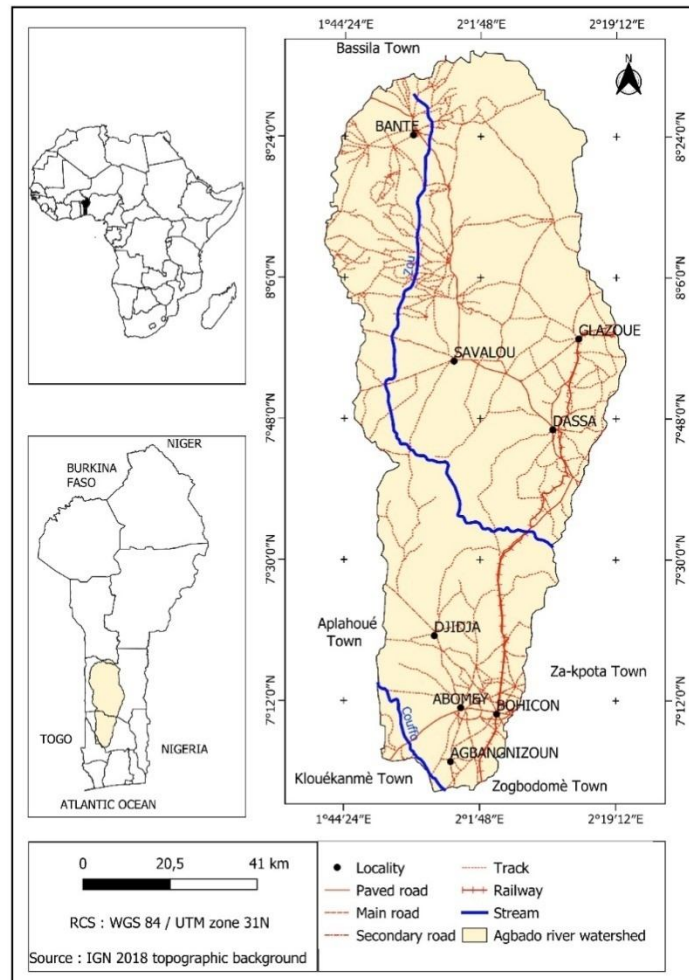 1°44'24"E 2°1'48"E 2°19'12"E
Bassila Town
N
BANTE
8°24'0"N 8°24'0"N
Zou
8°6'0"N 8°6'0"N
GLAZOUE
SAVALOU
7°48'0"N 7°48'0"N
DASSA
7°30'0"N 7°30'0"N
DJIDJA
Aplahoué
Town
Za-kpota Town
7°12'0"N 7°12'0"N
ABOMEY
BOHICON
Couffo
AGBANGNIZOUN
Klouékanmè Town
Zogbodomè Town
1°44'24"E 2°1'48"E 2°19'12"E
NIGER
BURKINA
FASO
TOGO
NIGERIA
ATLANTIC OCEAN
0 20,5 41 km
RCS : WGS 84 / UTM zone 31N
Source : IGN 2018 topographic background
Locality
Paved road
Main road
Secondary road
Track
Railway
Stream
Agbado river watershed